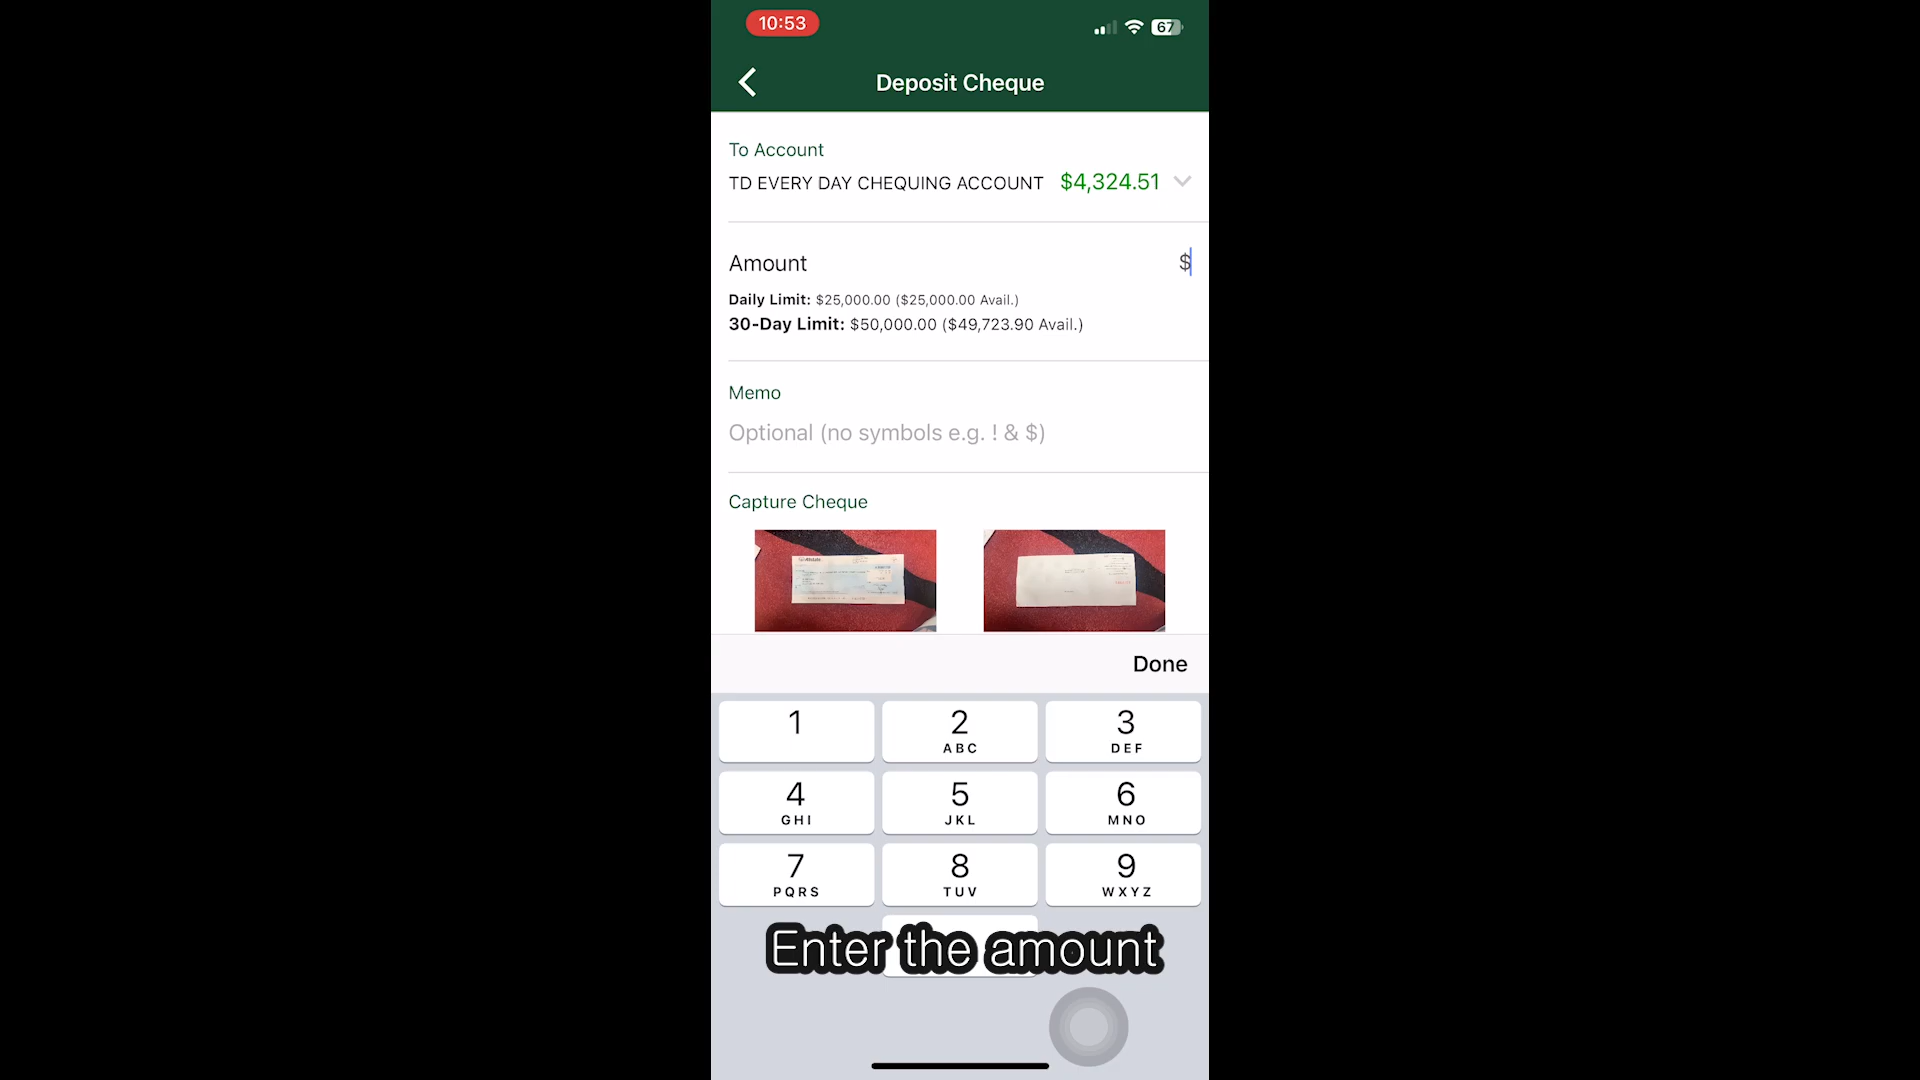 10:53
67
Deposit Cheque
To Account
TD EVERY DAY CHEQUING ACCOUNT $4,324.51
Amount $
Daily Limit: $25,000.00 ($25,000.00 Avail.)
30-Day Limit: $50,000.00 ($49,723.90 Avail.)
Memo
Optional (no symbols e.g. ! & $)
Capture Cheque
Done
1 2 3
ABC DEF
4 5 6
GHI JKL MNO
7 8 9
PQRS TUV WXYZ
Enter the amount